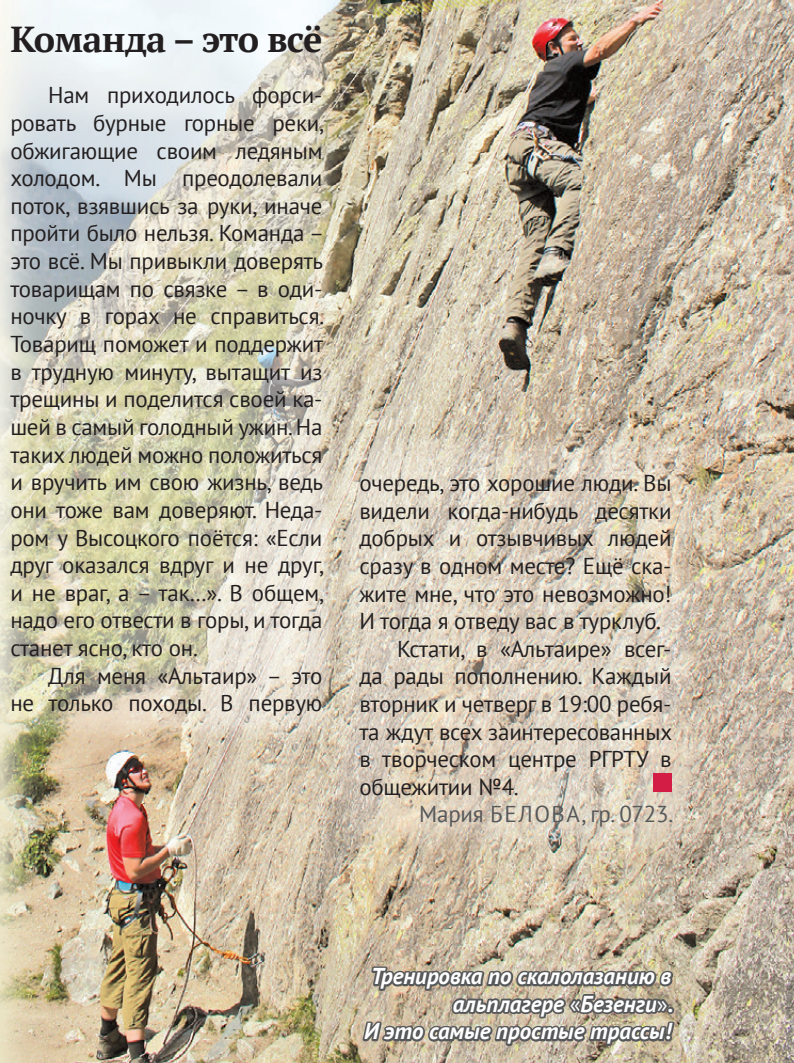 Команда – это всё
Нам приходилось форси-
ровать бурные горные реки,
обжигающие своим ледяным
холодом. Мы преодолевали
поток, взявшись за руки, иначе
пройти было нельзя. Команда –
это всё. Мы привыкли доверять
товарищам по связке – в оди-
ночку в горах не справиться.
Товарищ поможет и поддержит
в трудную минуту, вытащит из
трещины и поделится своей ка-
шей в самый голодный ужин. На
таких людей можно положиться
и вручить им свою жизнь, ведь
они тоже вам доверяют. Неда-
ром у Высоцкого поётся: «Если
друг оказался вдруг и не друг,
и не враг, а – так...». В общем,
надо его отвести в горы, и тогда
станет ясно, кто он.
Для меня «Альтаир» – это
не только походы. В первую
очередь, это хорошие люди. Вы
видели когда-нибудь десятки
добрых и отзывчивых людей
сразу в одном месте? Ещё ска-
жите мне, что это невозможно!
И тогда я отведу вас в турклуб.
Кстати, в «Альтаире» всег-
да рады пополнению. Каждый
вторник и четверг в 19:00 ребя-
та ждут всех заинтересованных
в творческом центре РГРТУ в
общежитии №4.
Мария БЕЛОВА, гр. 0723.
Тренировка по скалолазанию в
альплагере «Безенги».
И это самые простые трассы!